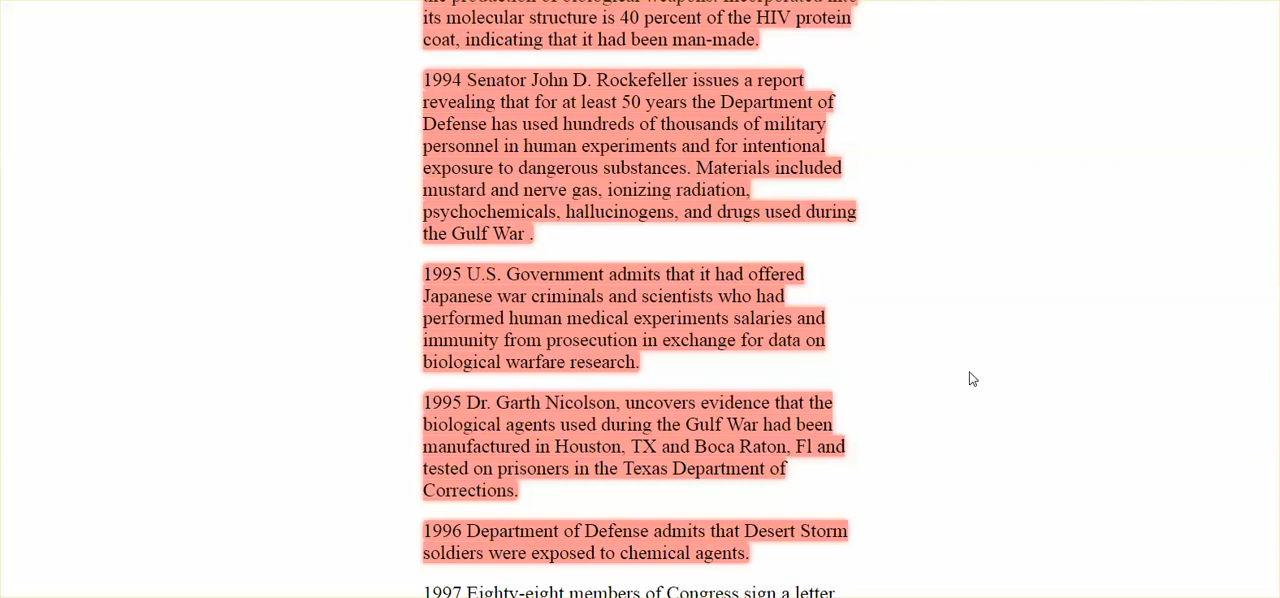 the production of biological weapons. Incorporated into
its molecular structure is 40 percent of the HIV protein
coat, indicating that it had been man-made.
1994 Senator John D. Rockefeller issues a report
revealing that for at least 50 years the Department of
Defense has used hundreds of thousands of military
personnel in human experiments and for intentional
exposure to dangerous substances. Materials included
mustard and nerve gas, ionizing radiation,
psychochemicals, hallucinogens, and drugs used during
the Gulf War .
1995 U.S. Government admits that it had offered
Japanese war criminals and scientists who had
performed human medical experiments salaries and
immunity from prosecution in exchange for data on
biological warfare research.
1995 Dr. Garth Nicolson, uncovers evidence that the
biological agents used during the Gulf War had been
manufactured in Houston, TX and Boca Raton, Fl and
tested on prisoners in the Texas Department of
Corrections.
1996 Department of Defense admits that Desert Storm
soldiers were exposed to chemical agents.
1997 Eighty-eight members of Congress sign a letter